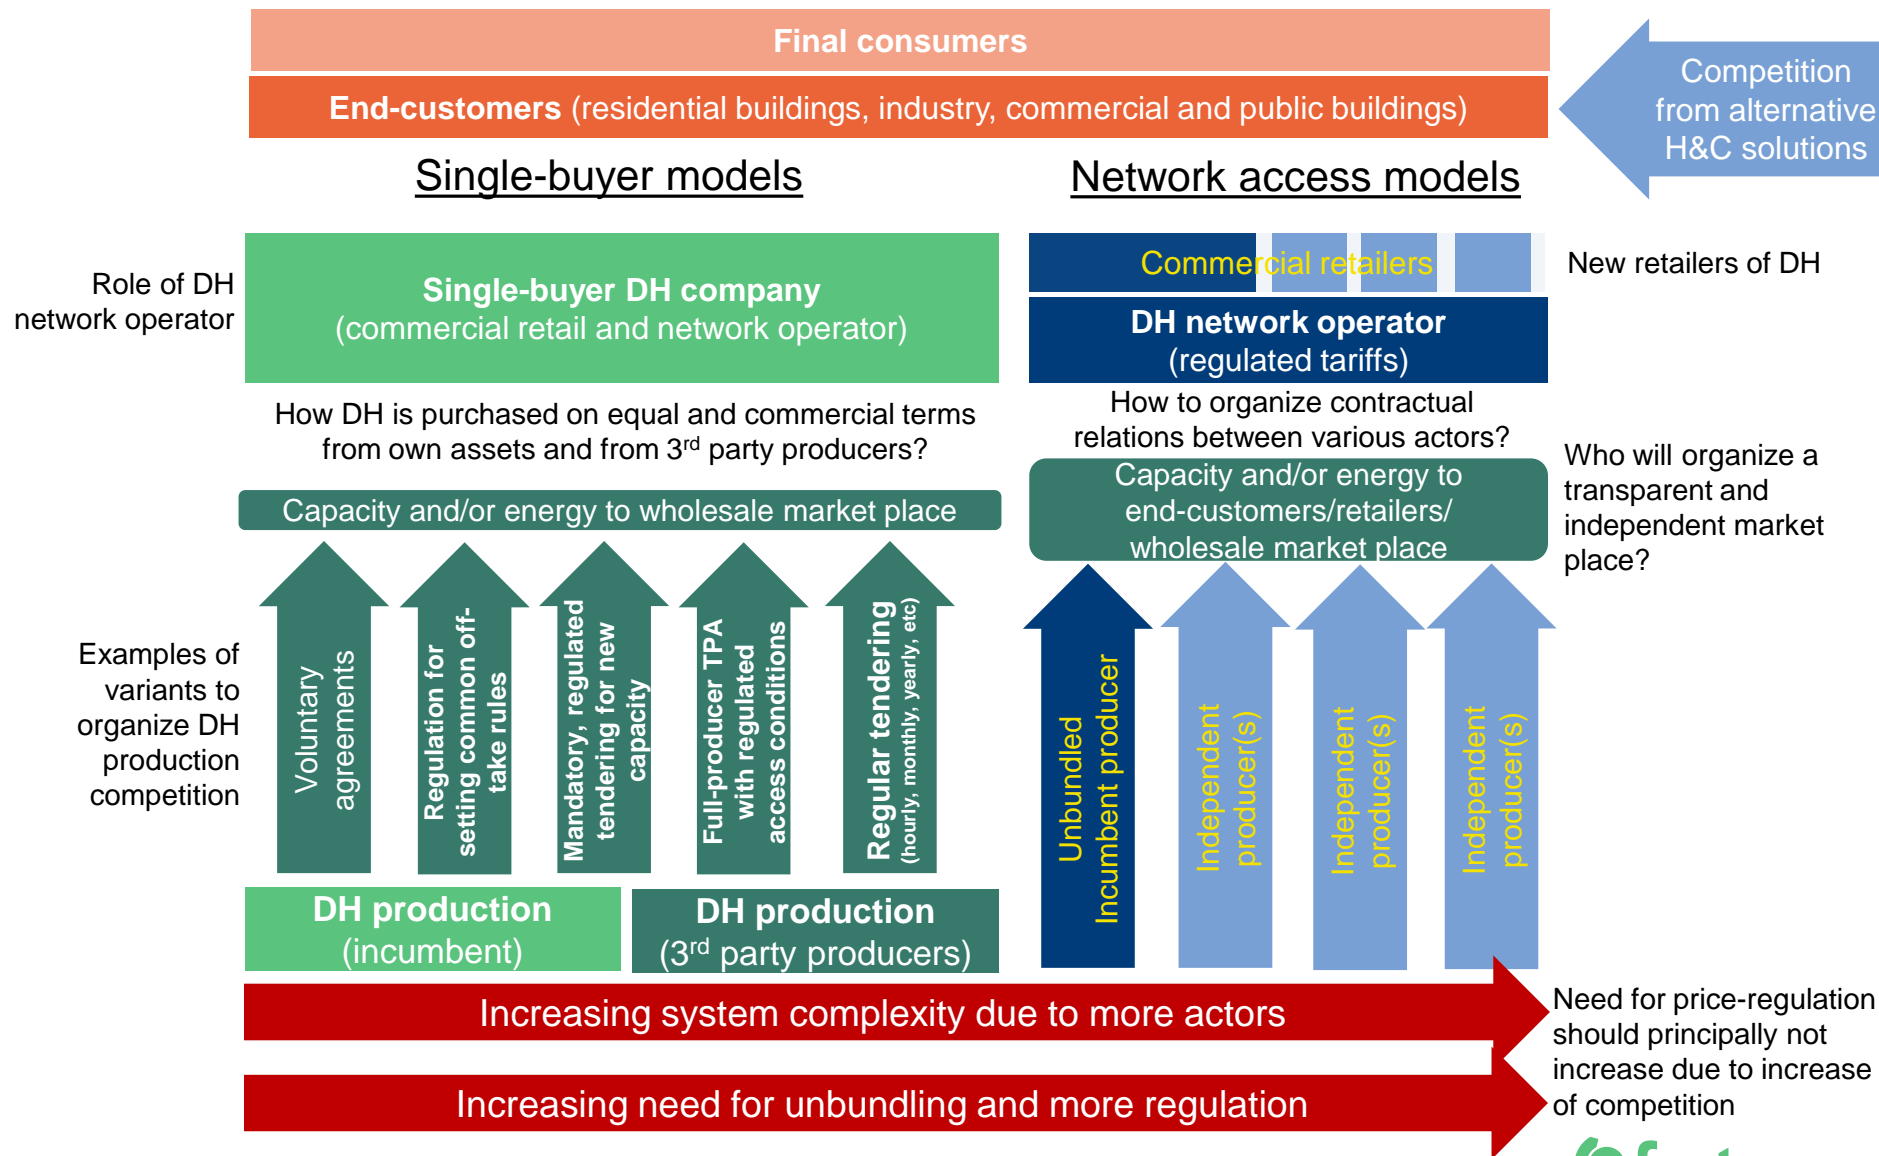 Final consumers
End-customers (residential buildings, industry, commercial and public buildings)
Competition
from alternative
H&C solutions
Single-buyer models
Network access models
Role of DH
network operator
Single-buyer DH company
(commercial retail and network operator)
Commercial retailers
New retailers of DH
DH network operator
(regulated tariffs)
How DH is purchased on equal and commercial terms
from own assets and from 3rd party producers?
How to organize contractual
relations between various actors?
Capacity and/or energy to wholesale market place
Capacity and/or energy to
end-customers/retailers/
wholesale market place
Who will organize a
transparent and
independent market
place?
Examples of
variants to
organize DH
production
competition
Voluntary
agreements
Regulation for
setting common off-
take rules
Mandatory, regulated
tendering for new
capacity
Full-producer TPA
with regulated
access conditions
Regular tendering
(hourly, monthly, yearly, etc)
Unbundled
Incumbent producer
Independent
producer(s)
Independent
producer(s)
Independent
producer(s)
DH production
(incumbent)
DH production
(3rd party producers)
Increasing system complexity due to more actors
Increasing need for unbundling and more regulation
Need for price-regulation
should principally not
increase due to increase
of competition